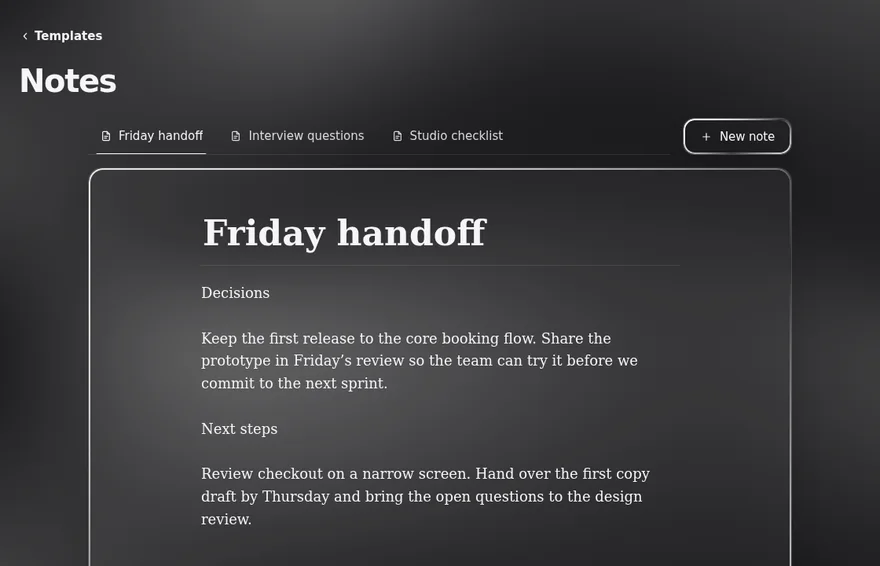 Templates
Notes
Friday handoff
Interview questions
Studio checklist
+ New note
Friday handoff
Decisions
Keep the first release to the core booking flow. Share the
prototype in Friday’s review so the team can try it before we
commit to the next sprint.
Next steps
Review checkout on a narrow screen. Hand over the first copy
draft by Thursday and bring the open questions to the design
review.